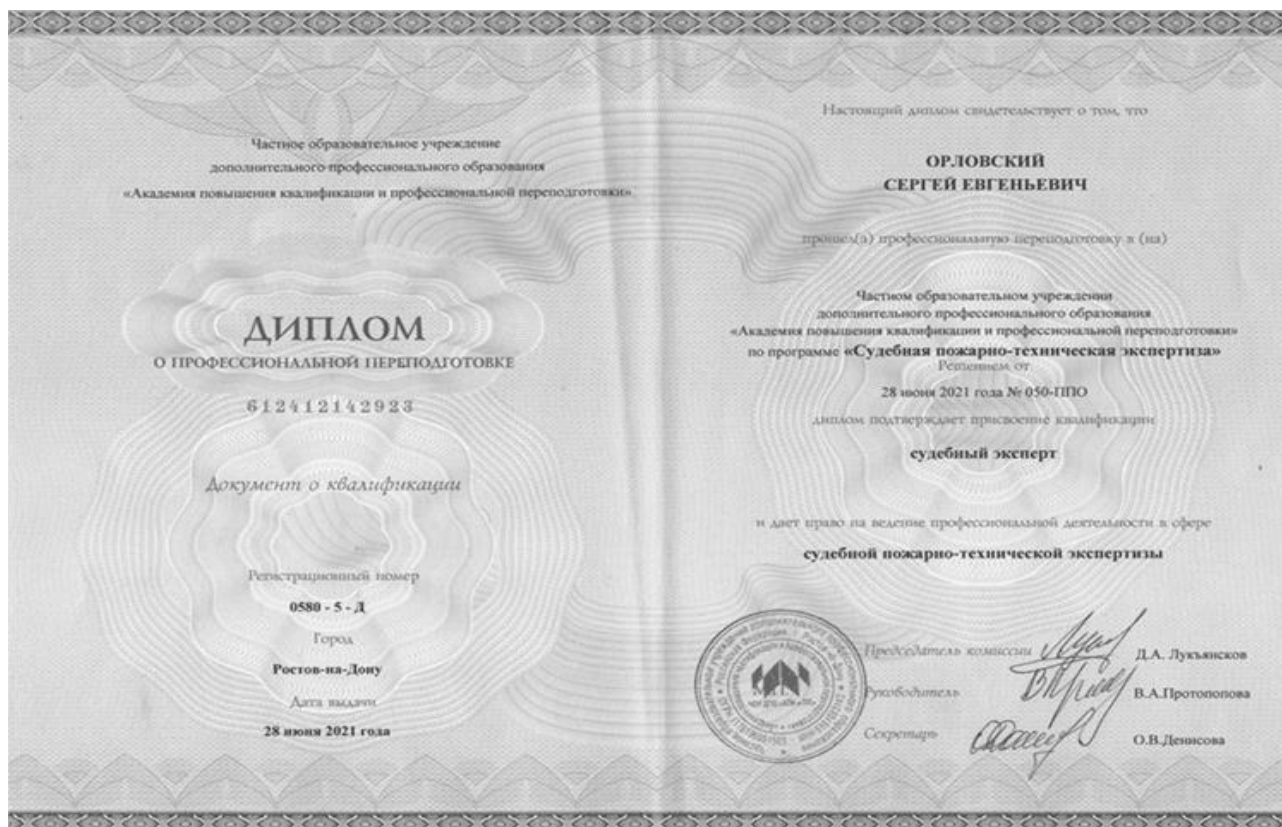 Частное образовательное учреждение
дополнительного профессионального образования
«Академия повышения квалификации и профессиональной переподготовки»
ДИПЛОМ
О ПРОФЕССИОНАЛЬНОЙ ПЕРЕПОДГОТОВКЕ
612412142923
Документ о квалификации
Регистрационный номер
0580 - 5 - Д
Город
Ростов-на-Дону
Дата выдачи
28 июня 2021 года
Настоящий диплом свидетельствует о том, что
ОРЛОВСКИЙ
СЕРГЕЙ ЕВГЕНЬЕВИЧ
прошел(а) профессиональную переподготовку в (на)
Частном образовательном учреждении
дополнительного профессионального образования
«Академия повышения квалификации и профессиональной переподготовки»
по программе «Судебная пожарно-техническая экспертиза»
Решением от
28 июня 2021 года № 050-ППО
диплом подтверждает присвоение квалификации
судебный эксперт
и дает право на ведение профессиональной деятельности в сфере
судебной пожарно-технической экспертизы
Председатель комиссии Д.А. Лукъянсков
Руководитель В.А.Протопопова
Секретарь О.В.Денисова